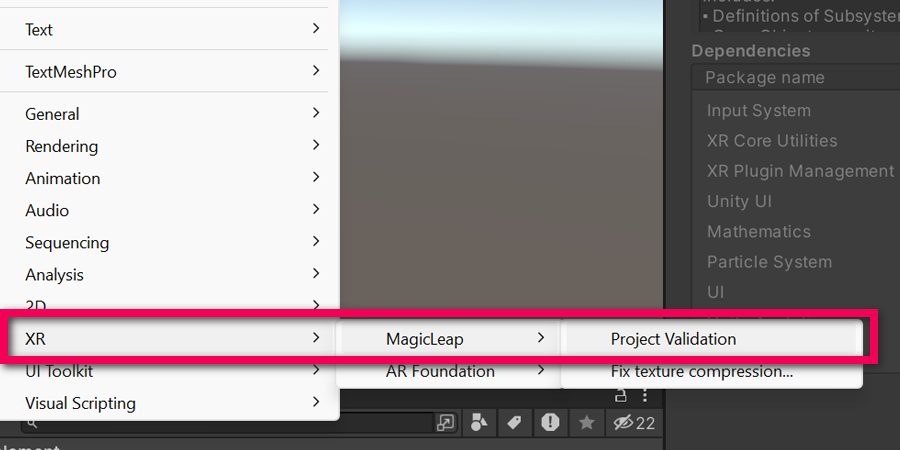 Text
TextMeshPro
General
Rendering
Animation
Audio
Sequencing
Analysis
2D
XR
UI Toolkit
Visual Scripting
MagicLeap
AR Foundation
Project Validation
Fix texture compression...
• Definitions of Subsyste
Dependencies
Package name
Input System
XR Core Utilities
XR Plugin Management
Unity UI
Mathematics
Particle System
UI
22